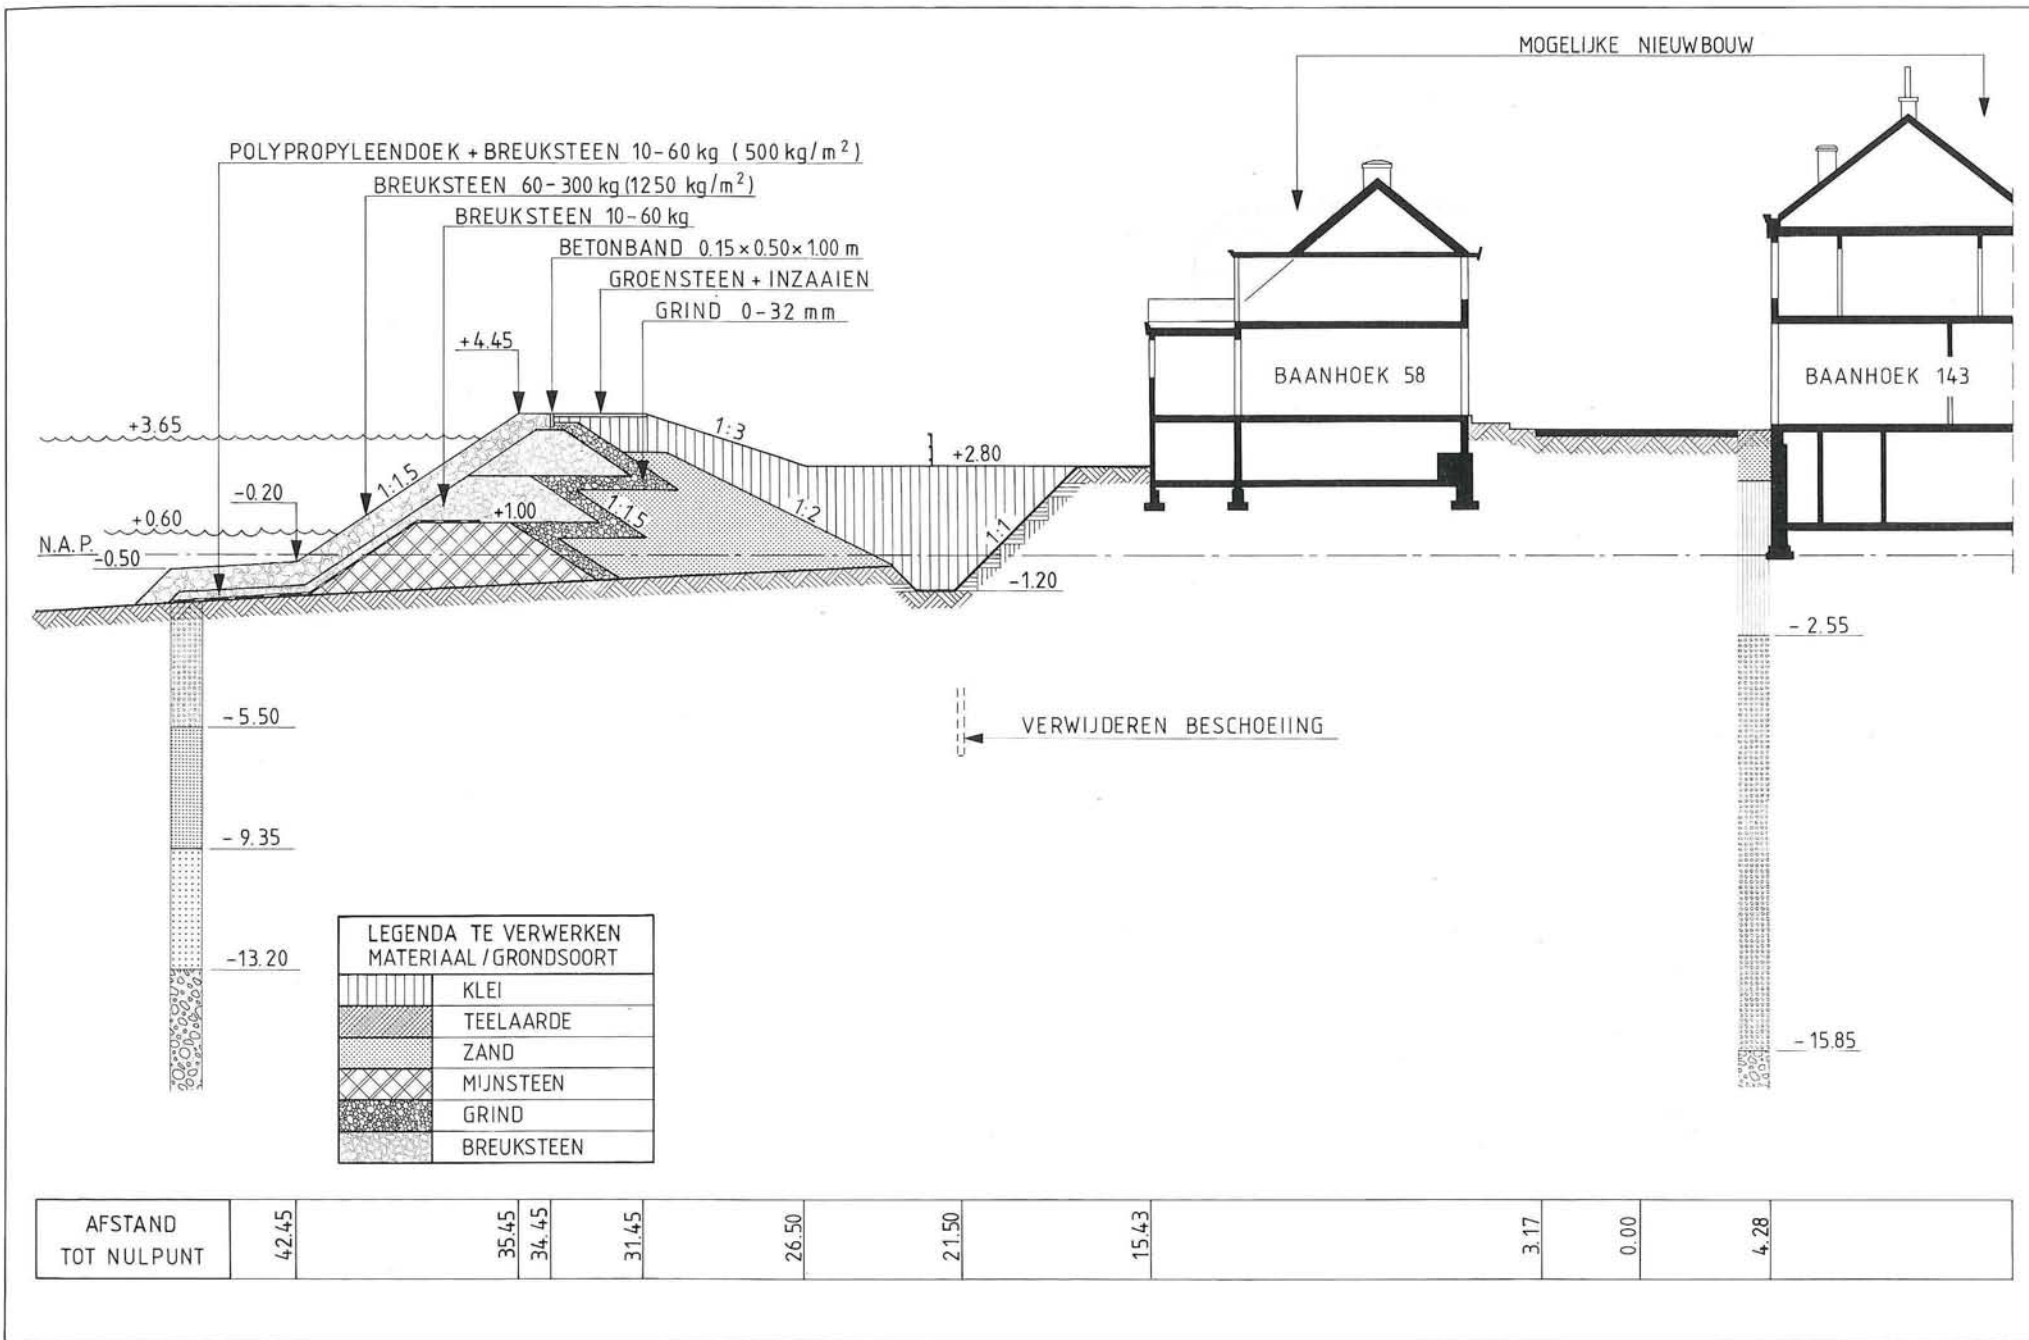 MOGELIJKE NIEUWBOUW
POLYPROPYLEENDOEK + BREUKSTEEN 10-60 kg (500 kg/m²)
BREUKSTEEN 60-300 kg (1250 kg/m²)
BREUKSTEEN 10-60 kg
BETONBAND 0.15×0.50×1.00 m
GROENSTEEN + INZAAIEN
GRIND 0-32 mm
+4.45
BAANHOEK 58
BAANHOEK 143
+3.65
1:3
+2.80
1:1.5
-0.20
+0.60
+1.00
1:1.5
1:2
1:1
N.A.P.
-0.50
-1.20
-2.55
-5.50
VERWIJDEREN BESCHOEIING
-9.35
-13.20
-15.85
LEGENDA TE VERWERKEN
MATERIAAL/GRONDSOORT
KLEI
TEELAARDE
ZAND
MIJNSTEEN
GRIND
BREUKSTEEN
AFSTAND
TOT NULPUNT
42.45
35.45
34.45
31.45
26.50
21.50
15.43
3.17
0.00
4.28